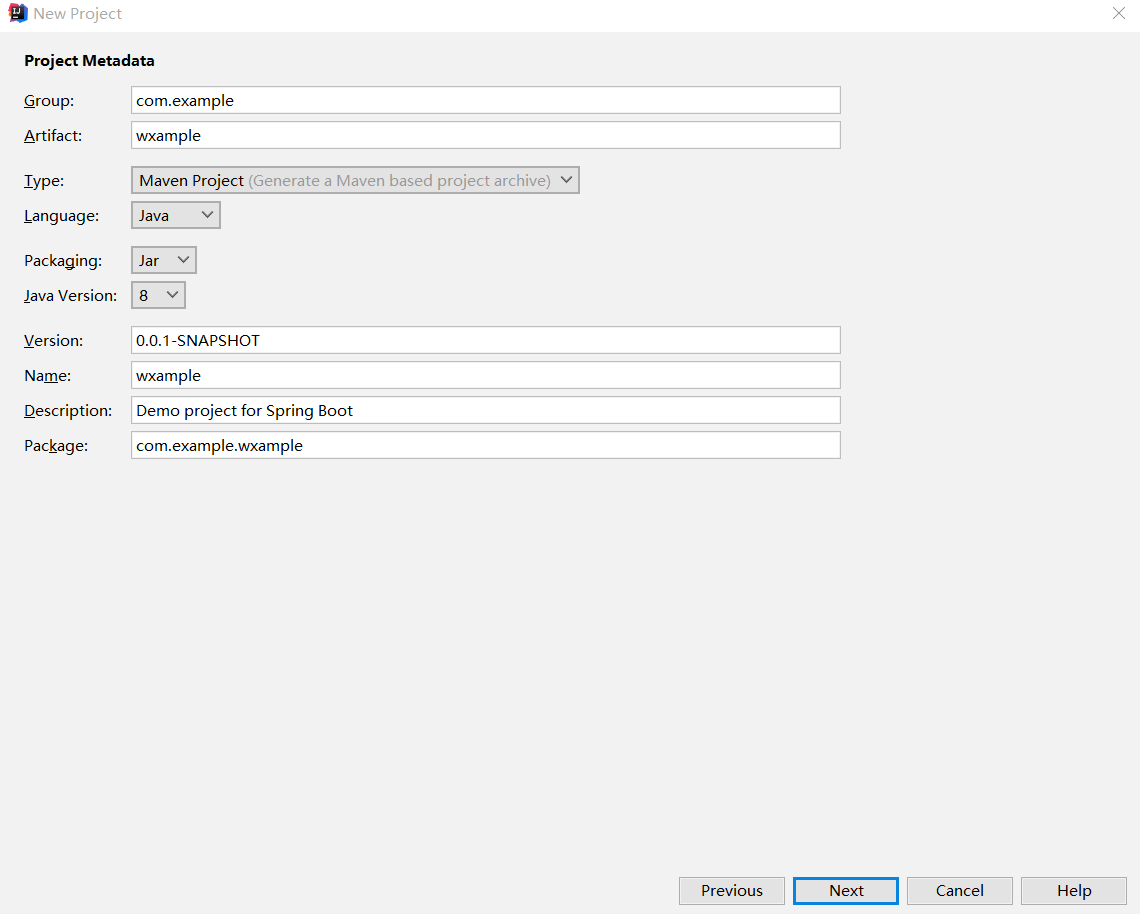 New Project
Project Metadata
Group: com.example
Artifact: wxample
Type: Maven Project (Generate a Maven based project archive)
Language: Java
Packaging: Jar
Java Version: 8
Version: 0.0.1-SNAPSHOT
Name: wxample
Description: Demo project for Spring Boot
Package: com.example.wxample
Previous Next Cancel Help